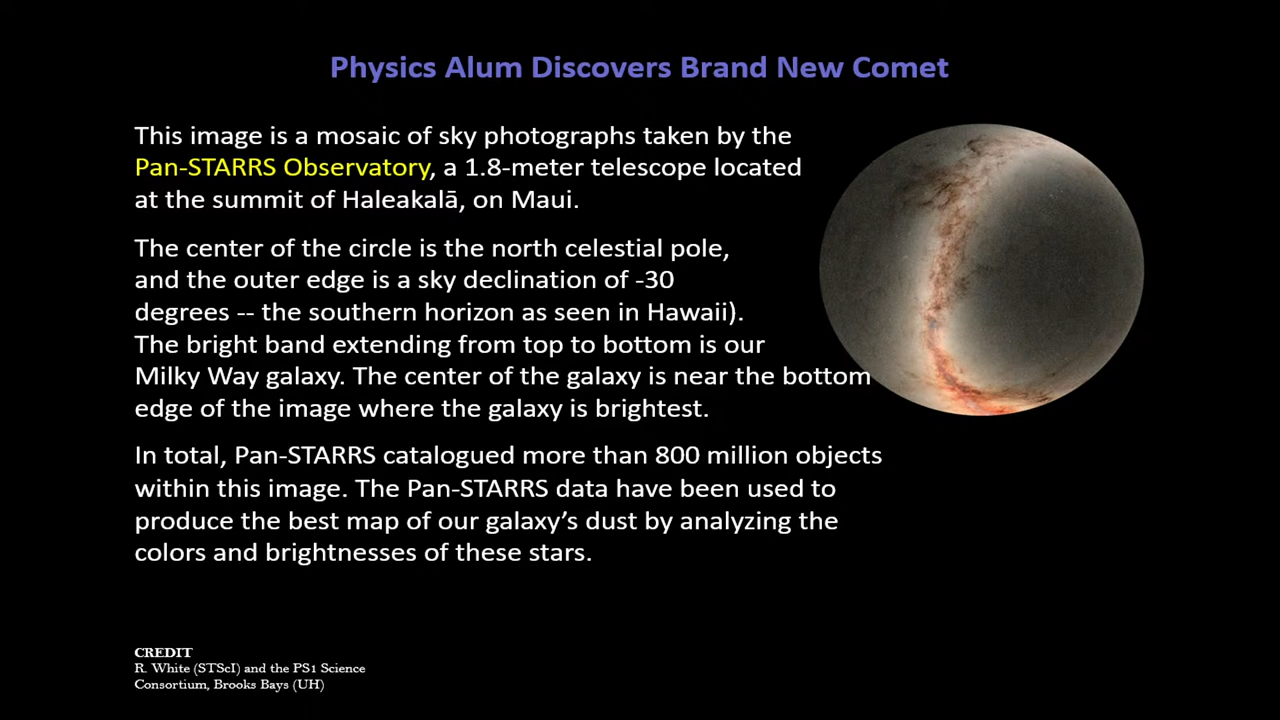 Physics Alum Discovers Brand New Comet
This image is a mosaic of sky photographs taken by the
Pan-STARRS Observatory, a 1.8-meter telescope located
at the summit of Haleakalā, on Maui.
The center of the circle is the north celestial pole,
and the outer edge is a sky declination of -30
degrees -- the southern horizon as seen in Hawaii).
The bright band extending from top to bottom is our
Milky Way galaxy. The center of the galaxy is near the bottom
edge of the image where the galaxy is brightest.
In total, Pan-STARRS catalogued more than 800 million objects
within this image. The Pan-STARRS data have been used to
produce the best map of our galaxy’s dust by analyzing the
colors and brightnesses of these stars.
CREDIT
R. White (STScI) and the PS1 Science
Consortium, Brooks Bays (UH)